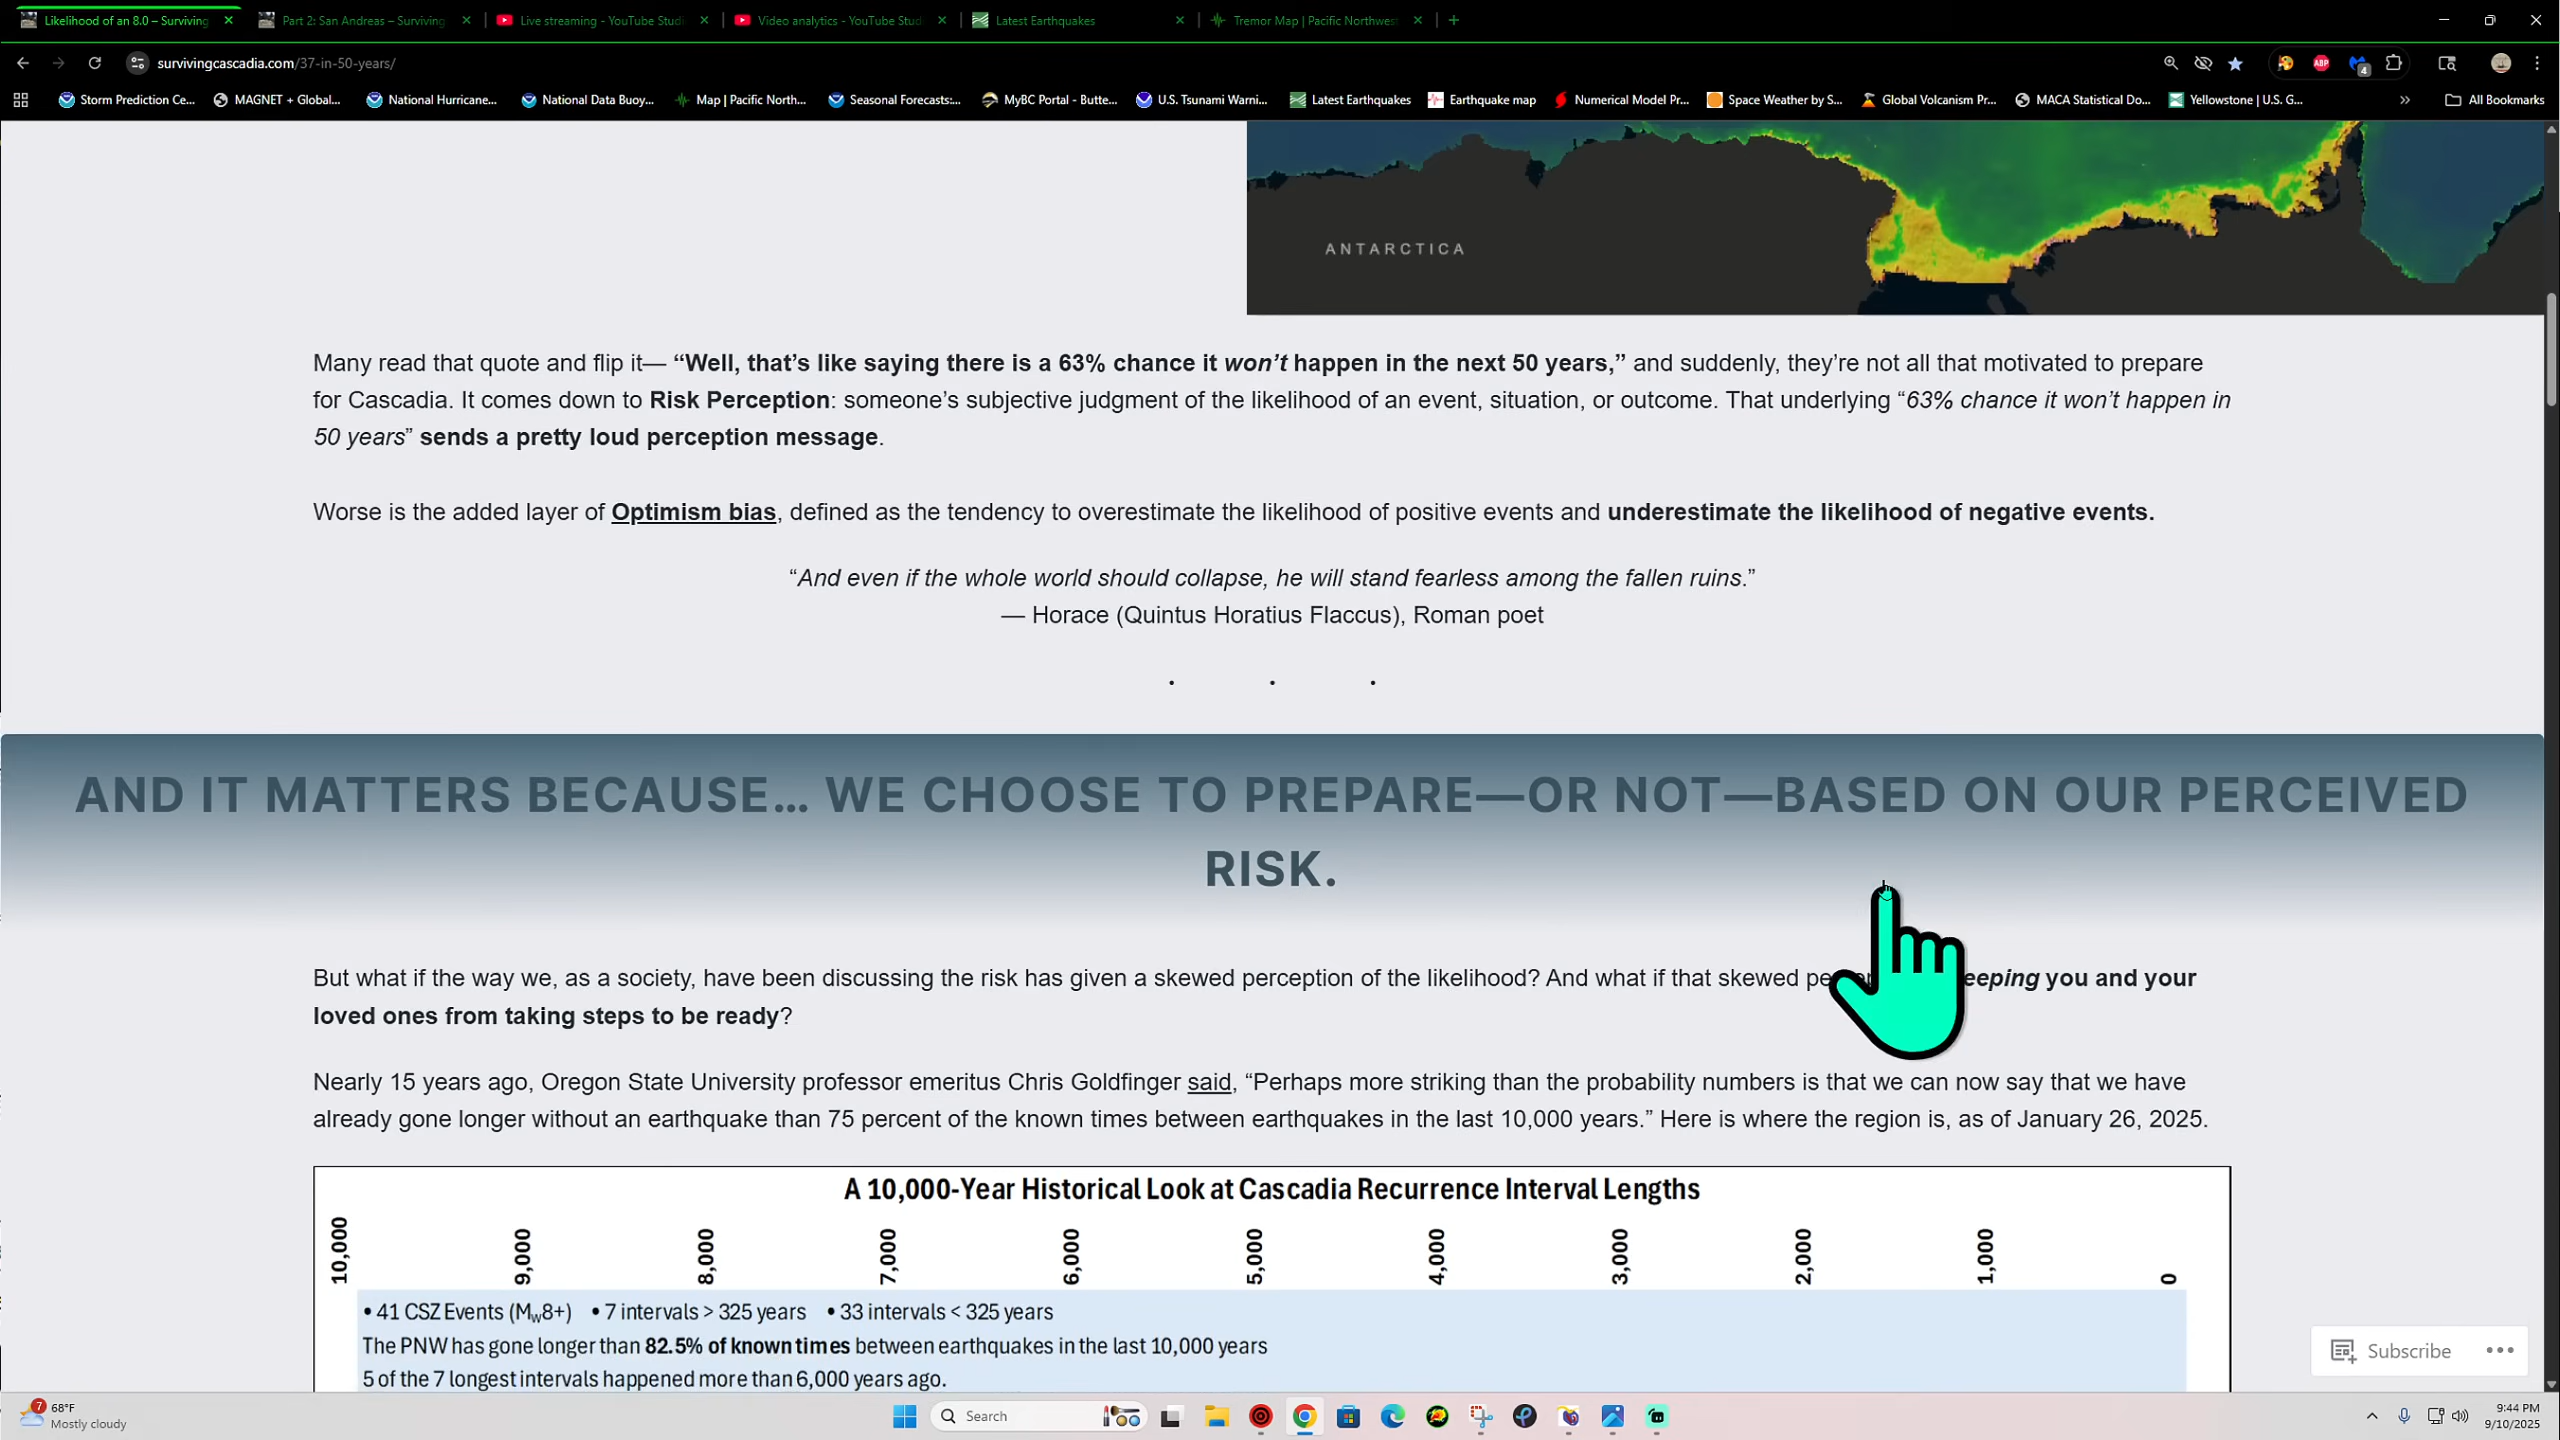 Likelihood of an 8.0 – Surviving
Part 2: San Andreas – Surviving
Live streaming - YouTube Studi
Video analytics - YouTube Stud
Latest Earthquakes
Tremor Map | Pacific Northwes
survivingcascadia.com/37-in-50-years/
ABP
4
Storm Prediction Ce...
MAGNET + Global...
National Hurricane...
National Data Buoy...
Map | Pacific North...
Seasonal Forecasts:...
MyBC Portal - Butte...
U.S. Tsunami Warni...
Latest Earthquakes
Earthquake map
Numerical Model Pr...
Space Weather by S...
Global Volcanism Pr...
MACA Statistical Do...
Yellowstone | U.S. G...
All Bookmarks
ANTARCTICA
Many read that quote and flip it— “Well, that’s like saying there is a 63% chance it won’t happen in the next 50 years,” and suddenly, they’re not all that motivated to prepare
for Cascadia. It comes down to Risk Perception: someone’s subjective judgment of the likelihood of an event, situation, or outcome. That underlying “63% chance it won’t happen in
50 years” sends a pretty loud perception message.
Worse is the added layer of Optimism bias, defined as the tendency to overestimate the likelihood of positive events and underestimate the likelihood of negative events.
“And even if the whole world should collapse, he will stand fearless among the fallen ruins.”
— Horace (Quintus Horatius Flaccus), Roman poet
. . .
AND IT MATTERS BECAUSE… WE CHOOSE TO PREPARE—OR NOT—BASED ON OUR PERCEIVED
RISK.
But what if the way we, as a society, have been discussing the risk has given a skewed perception of the likelihood? And what if that skewed pe eeping you and your
loved ones from taking steps to be ready?
Nearly 15 years ago, Oregon State University professor emeritus Chris Goldfinger said, “Perhaps more striking than the probability numbers is that we can now say that we have
already gone longer without an earthquake than 75 percent of the known times between earthquakes in the last 10,000 years.” Here is where the region is, as of January 26, 2025.
A 10,000-Year Historical Look at Cascadia Recurrence Interval Lengths
10,000 9,000 8,000 7,000 6,000 5,000 4,000 3,000 2,000 1,000 0
• 41 CSZ Events (Mw8+) • 7 intervals > 325 years • 33 intervals < 325 years
The PNW has gone longer than 82.5% of known times between earthquakes in the last 10,000 years
5 of the 7 longest intervals happened more than 6,000 years ago.
Subscribe
7
68°F
Mostly cloudy
Search
9:44 PM
9/10/2025